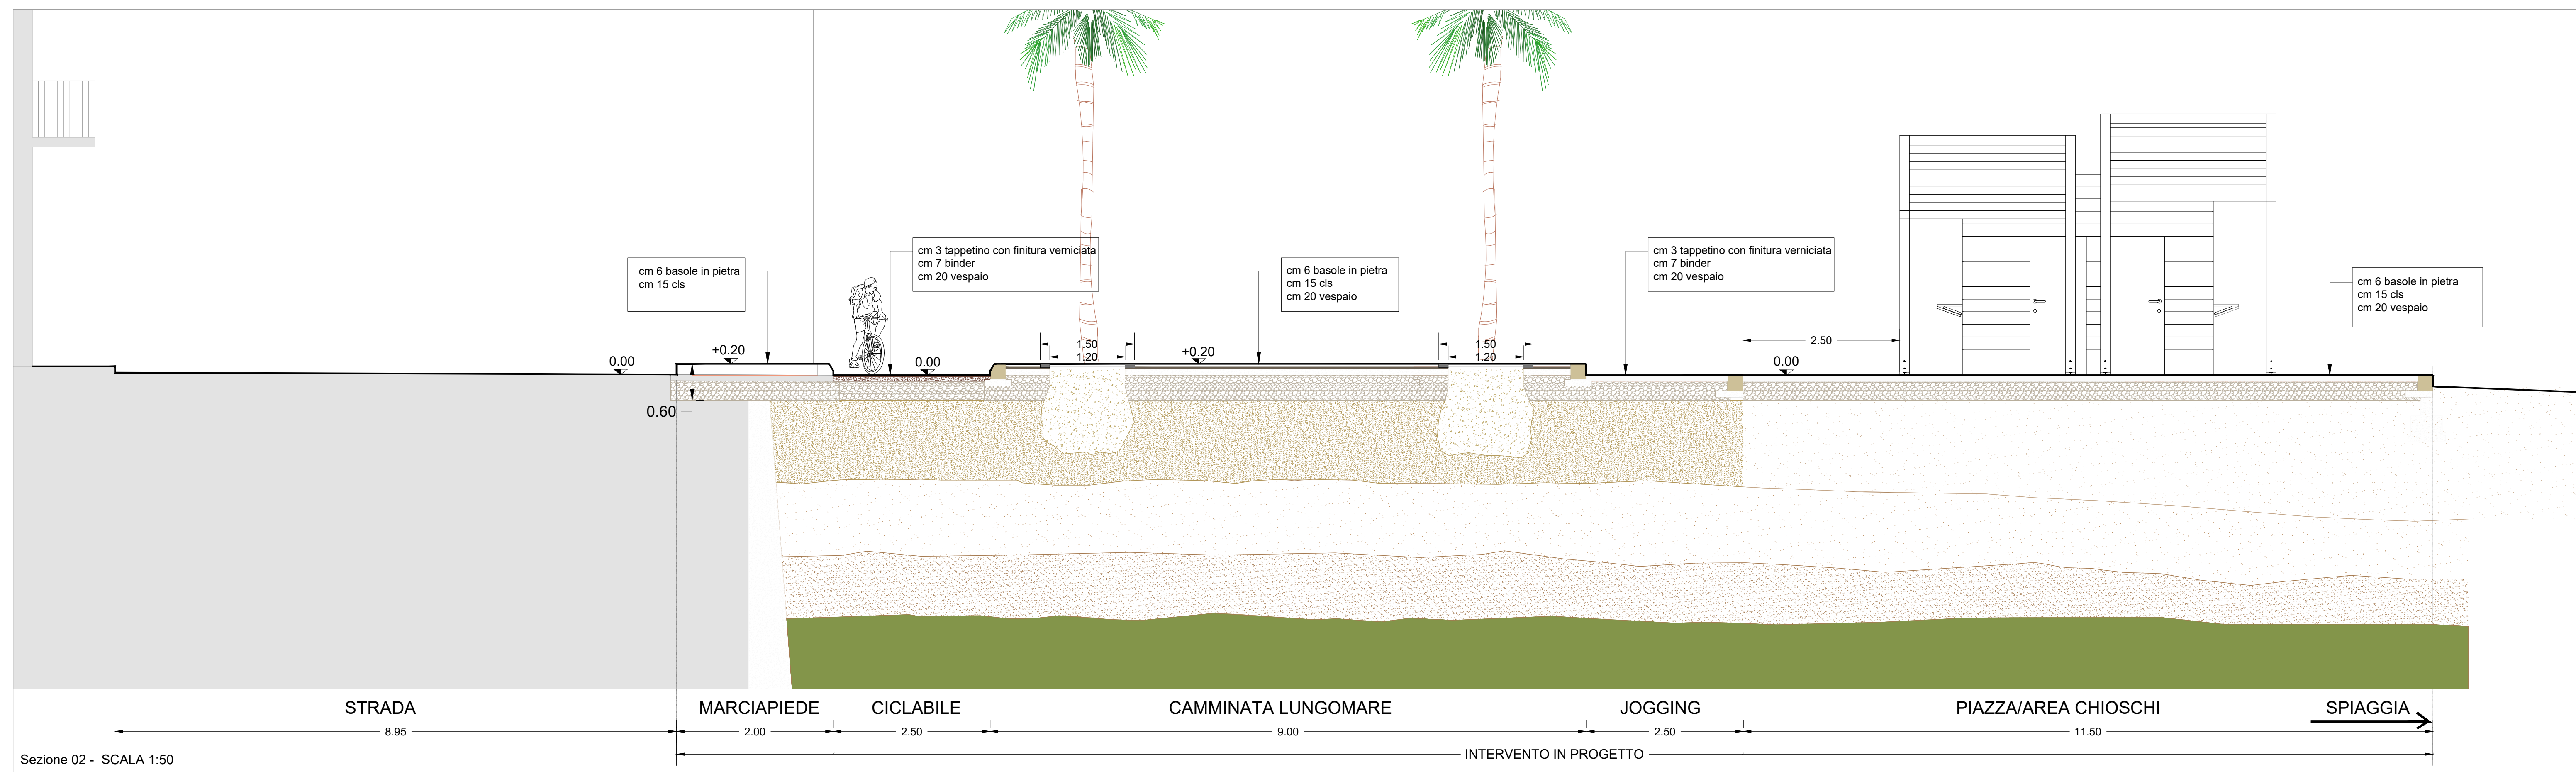 cm 3 tappetino con finitura verniciata
cm 7 binder
cm 20 vespaio
cm 3 tappetino con finitura verniciata
cm 7 binder
cm 20 vespaio
cm 6 basole in pietra
cm 15 cls
cm 6 basole in pietra
cm 15 cls
cm 20 vespaio
cm 6 basole in pietra
cm 15 cls
cm 20 vespaio
1.50
1.20
1.50
1.20
2.50
0.00
+0.20
0.00
+0.20
0.00
0.60
STRADA
MARCIAPIEDE
CICLABILE
CAMMINATA LUNGOMARE
JOGGING
PIAZZA/AREA CHIOSCHI
SPIAGGIA
8.95
2.00
2.50
9.00
2.50
11.50
INTERVENTO IN PROGETTO
Sezione 02 - SCALA 1:50